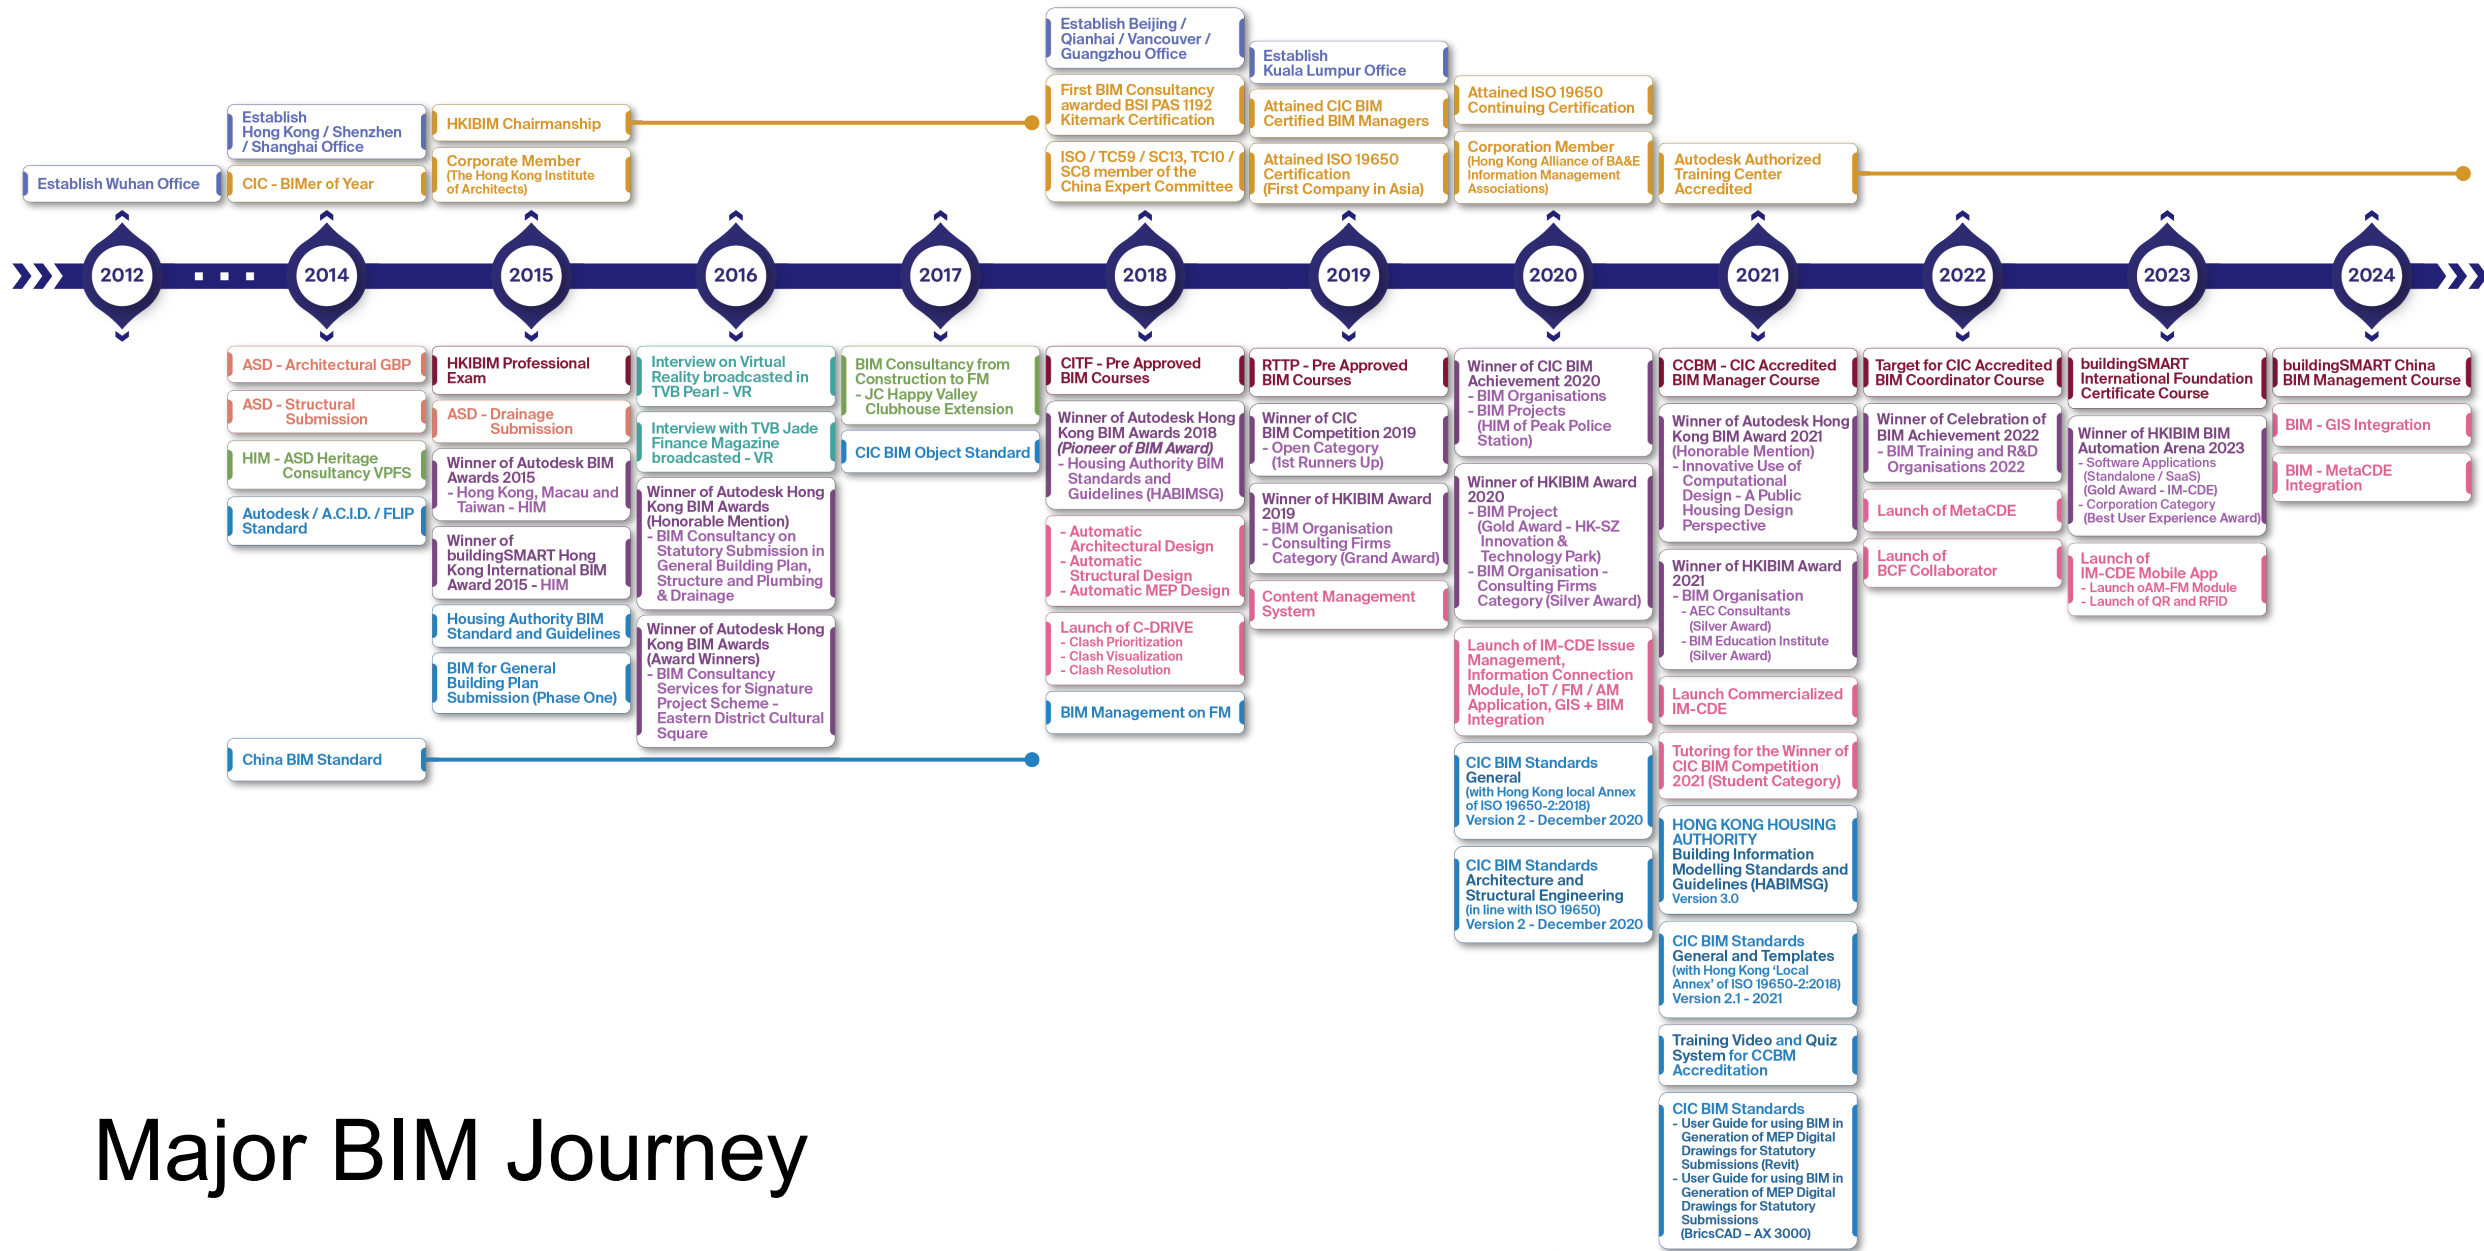 Establish Wuhan Office
Establish
Hong Kong / Shenzhen
/ Shanghai Office
CIC - BIMer of Year
HKIBIM Chairmanship
Corporate Member
(The Hong Kong Institute
of Architects)
Establish Beijing /
Qianhai / Vancouver /
Guangzhou Office
First BIM Consultancy
awarded BSI PAS 1192
Kitemark Certification
ISO / TC59 / SC13, TC10 /
SC8 member of the
China Expert Committee
Establish
Kuala Lumpur Office
Attained CIC BIM
Certified BIM Managers
Attained ISO 19650
Certification
(First Company in Asia)
Attained ISO 19650
Continuing Certification
Corporation Member
(Hong Kong Alliance of BA&E
Information Management
Associations)
Autodesk Authorized
Training Center
Accredited
2012
2014
2015
2016
2017
2018
2019
2020
2021
2022
2023
2024
ASD - Architectural GBP
ASD - Structural
Submission
HIM - ASD Heritage
Consultancy VPFS
Autodesk / A.C.I.D. / FLIP
Standard
China BIM Standard
HKIBIM Professional
Exam
ASD - Drainage
Submission
Winner of Autodesk BIM
Awards 2015
- Hong Kong, Macau and
Taiwan - HIM
Winner of
buildingSMART Hong
Kong International BIM
Award 2015 - HIM
Housing Authority BIM
Standard and Guidelines
BIM for General
Building Plan
Submission (Phase One)
Interview on Virtual
Reality broadcasted in
TVB Pearl - VR
Interview with TVB Jade
Finance Magazine
broadcasted - VR
Winner of Autodesk Hong
Kong BIM Awards
(Honorable Mention)
- BIM Consultancy on
Statutory Submission in
General Building Plan,
Structure and Plumbing
& Drainage
Winner of Autodesk Hong
Kong BIM Awards
(Award Winners)
- BIM Consultancy
Services for Signature
Project Scheme -
Eastern District Cultural
Square
BIM Consultancy from
Construction to FM
- JC Happy Valley
Clubhouse Extension
CIC BIM Object Standard
CITF - Pre Approved
BIM Courses
Winner of Autodesk Hong
Kong BIM Awards 2018
(Pioneer of BIM Award)
- Housing Authority BIM
Standards and
Guidelines (HABIMSG)
- Automatic
Architectural Design
- Automatic
Structural Design
- Automatic MEP Design
Launch of C-DRIVE
- Clash Prioritization
- Clash Visualization
- Clash Resolution
BIM Management on FM
RTTP - Pre Approved
BIM Courses
Winner of CIC
BIM Competition 2019
- Open Category
(1st Runners Up)
Winner of HKIBIM Award
2019
- BIM Organisation
- Consulting Firms
Category (Grand Award)
Content Management
System
Winner of CIC BIM
Achievement 2020
- BIM Organisations
- BIM Projects
(HIM of Peak Police
Station)
Winner of HKIBIM Award
2020
- BIM Project
(Gold Award - HK-SZ
Innovation &
Technology Park)
- BIM Organisation -
Consulting Firms
Category (Silver Award)
Launch of IM-CDE Issue
Management,
Information Connection
Module, IoT / FM / AM
Application, GIS + BIM
Integration
CIC BIM Standards
General
(with Hong Kong local Annex
of ISO 19650-2:2018)
Version 2 - December 2020
CIC BIM Standards
Architecture and
Structural Engineering
(in line with ISO 19650)
Version 2 - December 2020
CCBM - CIC Accredited
BIM Manager Course
Winner of Autodesk Hong
Kong BIM Award 2021
(Honorable Mention)
- Innovative Use of
Computational
Design - A Public
Housing Design
Perspective
Winner of HKIBIM Award
2021
- BIM Organisation
- AEC Consultants
(Silver Award)
- BIM Education Institute
(Silver Award)
Launch Commercialized
IM-CDE
Tutoring for the Winner of
CIC BIM Competition
2021 (Student Category)
HONG KONG HOUSING
AUTHORITY
Building Information
Modelling Standards and
Guidelines (HABIMSG)
Version 3.0
CIC BIM Standards
General and Templates
(with Hong Kong ‘Local
Annex’ of ISO 19650-2:2018)
Version 2.1 - 2021
Training Video and Quiz
System for CCBM
Accreditation
CIC BIM Standards
- User Guide for using BIM in
Generation of MEP Digital
Drawings for Statutory
Submissions (Revit)
- User Guide for using BIM in
Generation of MEP Digital
Drawings for Statutory
Submissions
(BricsCAD – AX 3000)
Target for CIC Accredited
BIM Coordinator Course
Winner of Celebration of
BIM Achievement 2022
- BIM Training and R&D
Organisations 2022
Launch of MetaCDE
Launch of
BCF Collaborator
buildingSMART
International Foundation
Certificate Course
Winner of HKIBIM BIM
Automation Arena 2023
- Software Applications
(Standalone / SaaS)
(Gold Award - IM-CDE)
- Corporation Category
(Best User Experience Award)
Launch of
IM-CDE Mobile App
- Launch oAM-FM Module
- Launch of QR and RFID
buildingSMART China
BIM Management Course
BIM - GIS Integration
BIM - MetaCDE
Integration
Major BIM Journey